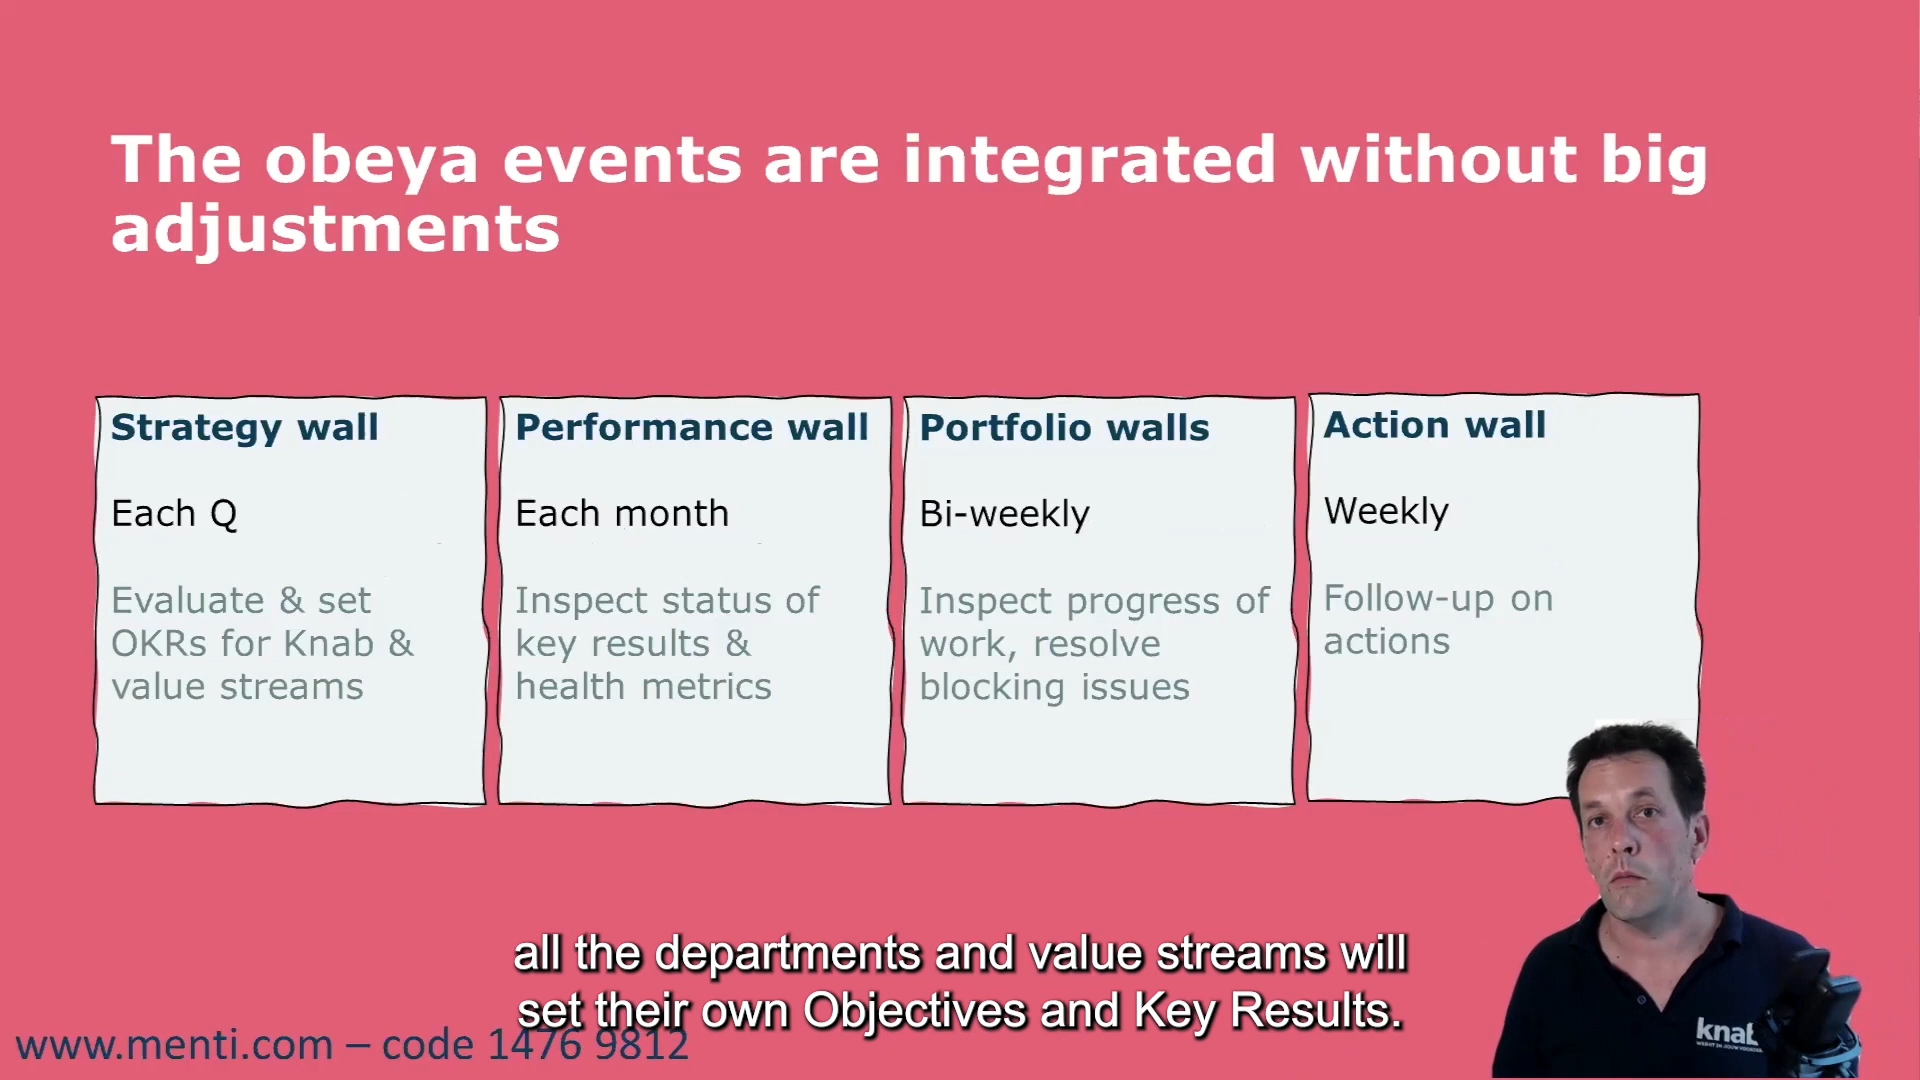 The obeya events are integrated without big
adjustments
Strategy wall
Each Q
Evaluate & set
OKRs for Knab &
value streams
Performance wall
Each month
Inspect status of
key results &
health metrics
Portfolio walls
Bi-weekly
Inspect progress of
work, resolve
blocking issues
Action wall
Weekly
Follow-up on
actions
all the departments and value streams will
set their own Objectives and Key Results.
www.menti.com – code 1476 9812
knab